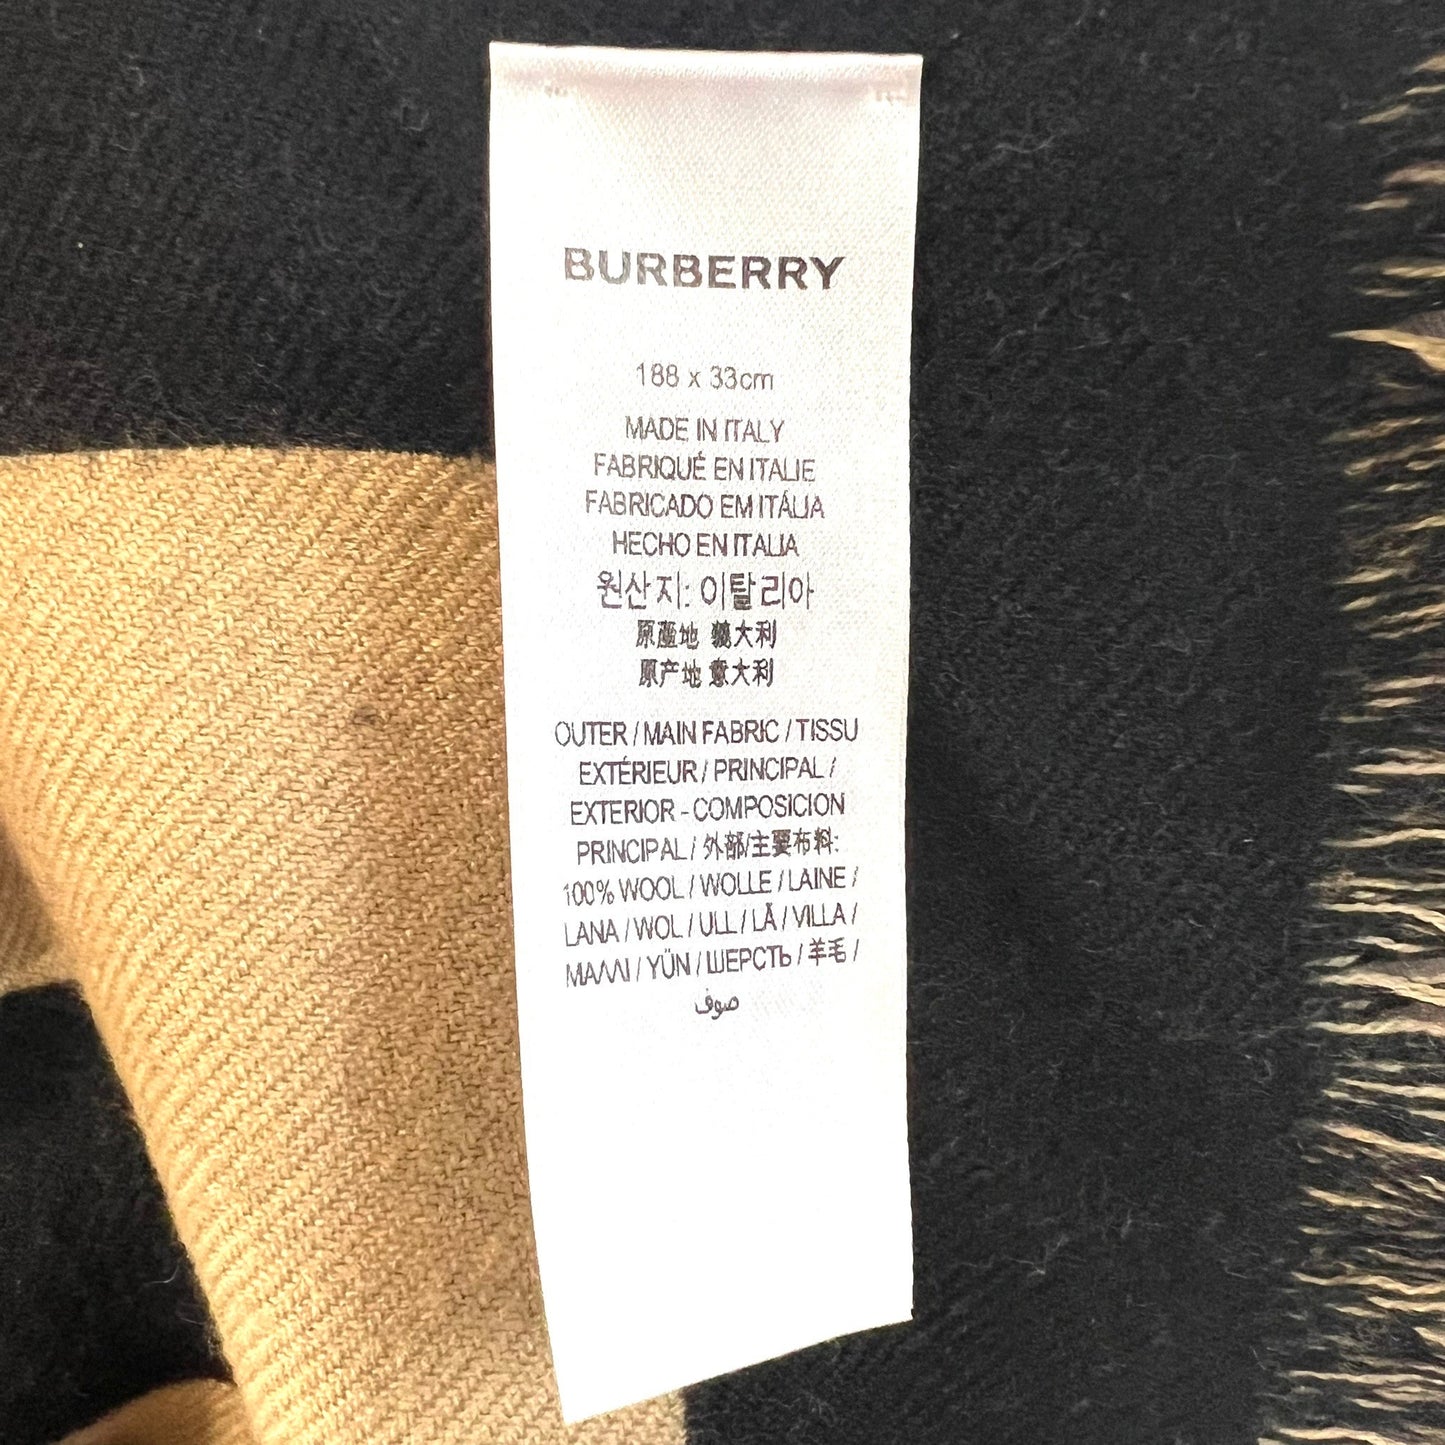 BURBERRY
188 x 33cm
MADE IN ITALY
FABRIQUÉ EN ITALIE
FABRICADO EM ITÁLIA
HECHO EN ITALIA
원산지: 이탈리아
原產地 義大利
原产地 意大利
OUTER / MAIN FABRIC / TISSU
EXTÉRIEUR / PRINCIPAL /
EXTERIOR - COMPOSICION
PRINCIPAL / 外部/主要布料:
100% WOOL / WOLLE / LAINE /
LANA / WOL / ULL / LÃ / VILLA /
ΜΑΛΛΙ / YÜN / ШЕРСТЬ / 羊毛 /
صوف